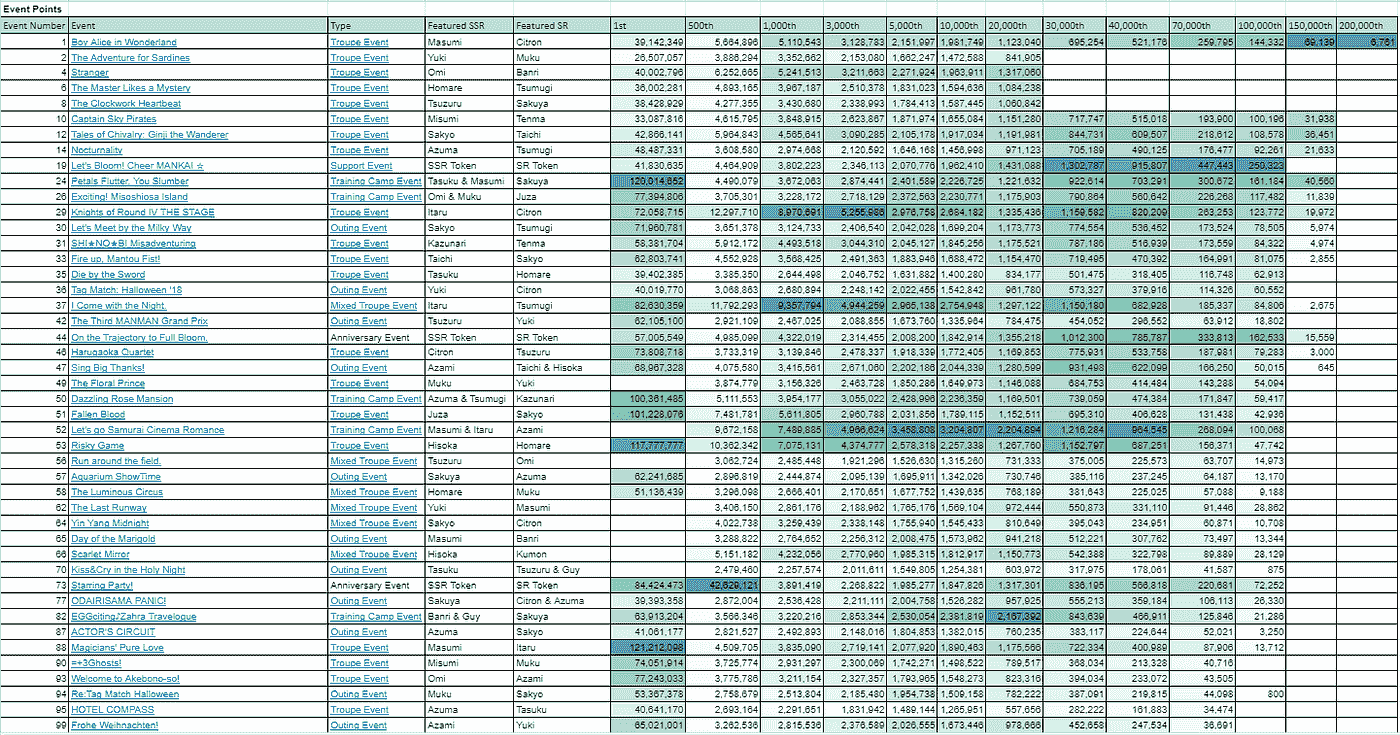 Event Points
Event Number Event Type Featured SSR Featured SR 1st 500th 1,000th 3,000th 5,000th 10,000th 20,000th 30,000th 40,000th 70,000th 100,000th 150,000th 200,000th
1 Boy Alice in Wonderland Troupe Event Masumi Citron 39,142,349 5,664,896 5,110,543 3,128,783 2,151,997 1,981,749 1,123,040 695,254 521,176 259,795 144,332 69,139 6,761
2 The Adventure for Sardines Troupe Event Yuki Muku 26,507,057 3,886,294 3,352,662 2,153,080 1,662,247 1,472,588 841,905
4 Stranger Troupe Event Omi Banri 40,002,796 6,252,665 5,241,513 3,211,663 2,271,924 1,963,911 1,317,060
6 The Master Likes a Mystery Troupe Event Homare Tsumugi 36,002,281 4,893,165 3,967,187 2,510,378 1,831,023 1,594,636 1,084,238
8 The Clockwork Heartbeat Troupe Event Tsuzuru Sakuya 38,428,929 4,277,355 3,430,680 2,338,993 1,784,413 1,587,445 1,060,842
10 Captain Sky Pirates Troupe Event Misumi Tenma 33,087,816 4,615,795 3,848,915 2,623,867 1,871,974 1,655,084 1,151,280 717,747 515,018 193,900 100,196 31,938
12 Tales of Chivalry: Ginji the Wanderer Troupe Event Sakyo Taichi 42,866,141 5,964,843 4,565,641 3,090,285 2,105,178 1,917,034 1,191,981 844,731 609,507 218,612 108,578 36,451
14 Nocturnality Troupe Event Azuma Tsumugi 48,487,331 3,608,580 2,974,668 2,120,592 1,646,168 1,456,998 971,123 705,189 490,125 176,477 92,261 21,633
19 Let's Bloom! Cheer MANKAI ☆ Support Event SSR Token SR Token 41,830,635 4,464,909 3,802,223 2,346,113 2,070,776 1,962,410 1,431,088 1,302,787 915,807 447,443 250,323
24 Petals Flutter, You Slumber Training Camp Event Tasuku & Masumi Sakuya 120,014,652 4,490,079 3,672,063 2,874,441 2,401,589 2,226,725 1,221,632 922,614 703,291 300,672 161,184 40,560
26 Exciting! Misoshiosa Island Training Camp Event Omi & Muku Juza 77,394,806 3,705,301 3,228,172 2,718,129 2,372,563 2,230,771 1,175,903 790,864 560,642 226,268 117,482 11,839
29 Knights of Round IV THE STAGE Troupe Event Itaru Citron 72,058,715 12,297,710 8,970,691 5,255,986 2,976,758 2,684,182 1,335,436 1,159,582 820,209 263,253 123,772 19,972
30 Let's Meet by the Milky Way Outing Event Sakyo Tsumugi 71,960,781 3,651,378 3,124,733 2,406,540 2,042,028 1,699,204 1,173,773 774,554 536,452 173,524 78,505 5,974
31 SHI★NO★BI Misadventuring Troupe Event Kazunari Tenma 58,381,704 5,912,172 4,493,518 3,044,310 2,045,127 1,845,256 1,175,521 787,186 516,939 173,559 84,322 4,974
33 Fire up, Mantou Fist! Troupe Event Taichi Sakyo 62,803,741 4,552,928 3,568,425 2,491,363 1,883,946 1,688,472 1,154,470 719,485 470,392 164,991 81,075 2,855
35 Die by the Sword Troupe Event Tasuku Homare 39,402,385 3,385,350 2,644,498 2,046,752 1,631,882 1,400,280 834,177 501,475 318,405 116,748 62,913
36 Tag Match: Halloween '18 Outing Event Yuki Citron 40,019,770 3,068,863 2,680,894 2,248,142 2,022,455 1,542,842 961,780 573,327 379,916 114,326 60,552
37 I Come with the Night. Mixed Troupe Event Itaru Tsumugi 82,630,359 11,792,293 9,357,794 4,944,259 2,965,138 2,754,948 1,297,122 1,150,180 682,928 185,337 84,806 2,675
42 The Third MANMAN Grand Prix Outing Event Tsuzuru Yuki 62,105,100 2,921,109 2,467,025 2,088,855 1,673,760 1,335,964 784,475 454,052 296,552 63,912 18,802
44 On the Trajectory to Full Bloom. Anniversary Event SSR Token SR Token 57,005,549 4,985,099 4,322,019 2,314,455 2,008,200 1,842,914 1,355,218 1,012,300 785,787 333,813 162,533 15,559
46 Harugaoka Quartet Troupe Event Citron Tsuzuru 73,808,718 3,733,319 3,139,846 2,478,337 1,918,339 1,772,405 1,169,853 775,931 533,758 187,981 79,283 3,000
47 Sing Big Thanks! Outing Event Azami Taichi & Hisoka 68,967,328 4,075,580 3,415,561 2,671,060 2,202,186 2,044,339 1,280,599 931,498 622,099 166,250 50,015 645
49 The Floral Prince Troupe Event Muku Yuki 3,874,779 3,156,326 2,463,728 1,850,286 1,649,973 1,146,088 684,753 414,484 143,288 54,094
50 Dazzling Rose Mansion Training Camp Event Azuma & Tsumugi Kazunari 100,361,485 5,111,553 3,954,177 3,055,022 2,428,996 2,236,359 1,169,501 739,059 474,384 171,847 59,417
51 Fallen Blood Troupe Event Juza Sakyo 101,228,076 7,481,781 5,611,805 2,960,788 2,031,856 1,789,115 1,152,511 695,310 406,628 131,438 42,936
52 Let's go Samurai Cinema Romance Training Camp Event Masumi & Itaru Azami 9,672,158 7,489,885 4,966,624 3,458,808 3,204,807 2,204,894 1,216,284 964,545 268,094 100,068
53 Risky Game Troupe Event Hisoka Homare 117,777,777 10,362,342 7,075,131 4,374,777 2,578,318 2,257,338 1,267,760 1,152,797 687,251 156,371 47,742
56 Run around the field. Mixed Troupe Event Tsuzuru Omi 3,062,724 2,485,448 1,921,296 1,526,630 1,315,260 731,333 375,005 225,573 63,707 14,973
57 Aquarium ShowTime Outing Event Sakuya Azuma 62,241,685 2,896,819 2,444,874 2,095,139 1,695,911 1,342,026 730,746 385,116 237,245 64,187 13,170
58 The Luminous Circus Mixed Troupe Event Homare Muku 51,136,439 3,296,098 2,666,401 2,170,651 1,677,752 1,439,635 768,189 381,643 225,025 57,088 9,188
62 The Last Runway Mixed Troupe Event Yuki Masumi 3,406,150 2,861,176 2,188,962 1,765,176 1,569,104 972,444 550,873 331,110 91,446 28,862
64 Yin Yang Midnight Mixed Troupe Event Sakyo Citron 4,022,738 3,259,439 2,338,148 1,755,940 1,545,433 810,649 395,043 234,951 60,871 10,708
65 Day of the Marigold Outing Event Masumi Banri 3,288,822 2,764,652 2,256,312 2,008,475 1,573,962 941,218 512,221 307,762 73,497 13,344
66 Scarlet Mirror Mixed Troupe Event Hisoka Kumon 5,151,182 4,232,056 2,770,960 1,985,315 1,812,917 1,150,773 542,388 322,798 89,889 28,129
70 Kiss&Cry in the Holy Night Outing Event Tasuku Tsuzuru & Guy 2,479,460 2,257,574 2,011,611 1,549,805 1,254,381 603,972 317,975 178,061 41,587 875
73 Starring Party! Anniversary Event SSR Token SR Token 84,424,473 42,629,121 3,891,419 2,268,822 1,985,277 1,847,826 1,317,301 836,195 566,818 220,681 72,252
77 ODAIRISAMA PANIC! Outing Event Sakuya Citron & Azuma 39,393,358 2,872,004 2,536,428 2,211,111 2,004,758 1,526,282 957,925 555,213 359,184 106,113 26,330
82 EGGciting/Zahra Travelogue Training Camp Event Banri & Guy Sakuya 63,913,204 3,566,346 3,220,216 2,853,344 2,530,054 2,381,819 2,167,392 843,639 466,911 125,846 21,286
87 ACTOR'S CIRCUIT Outing Event Azuma Sakyo 41,061,177 2,821,527 2,492,893 2,148,016 1,804,853 1,382,015 760,235 383,117 224,644 52,021 3,250
88 Magicians' Pure Love Troupe Event Masumi Itaru 121,212,098 4,509,705 3,835,090 2,719,141 2,077,920 1,890,463 1,175,566 722,334 400,989 87,906 13,712
90 =+3Ghosts! Troupe Event Misumi Muku 74,051,914 3,725,774 2,931,297 2,300,069 1,742,271 1,498,522 789,517 368,034 213,328 40,716
93 Welcome to Akebono-so! Troupe Event Omi Azami 77,243,033 3,775,786 3,211,154 2,327,357 1,793,965 1,548,273 823,316 394,034 233,072 43,505
94 Re:Tag Match Halloween Outing Event Muku Sakyo 53,367,378 2,758,679 2,513,804 2,185,480 1,954,738 1,509,158 782,222 387,091 219,815 44,098 800
95 HOTEL COMPASS Troupe Event Azuma Tasuku 40,641,170 2,693,164 2,291,651 1,831,942 1,489,144 1,265,951 557,656 282,222 161,883 34,474
99 Frohe Weihnachten! Outing Event Azami Yuki 65,021,001 3,262,536 2,815,536 2,376,589 2,026,555 1,673,446 978,666 452,658 247,534 36,691